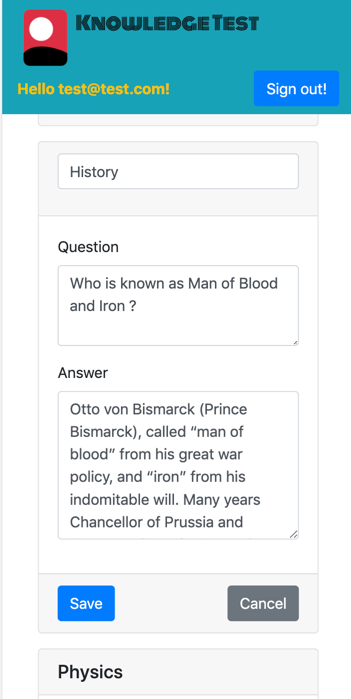 KNOWLEDGE TEST
Hello test@test.com!
Sign out!
History
Question
Who is known as Man of Blood
and Iron ?
Answer
Otto von Bismarck (Prince
Bismarck), called “man of
blood” from his great war
policy, and “iron” from his
indomitable will. Many years
Chancellor of Prussia and
Save
Cancel
Physics